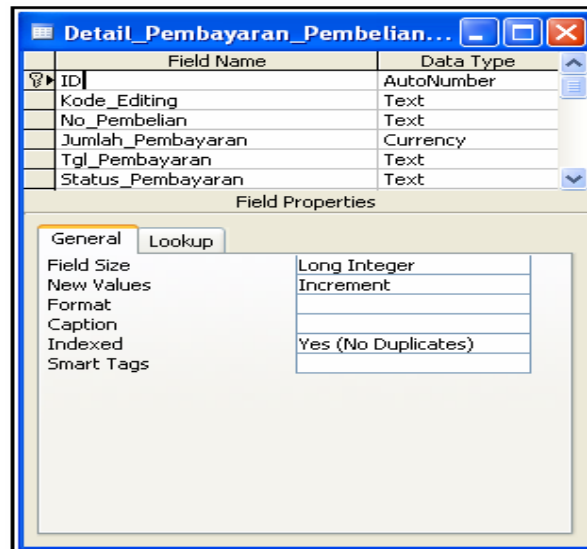 Detail_Pembayaran_Pembelian...
Field Name Data Type
ID AutoNumber
Kode_Editing Text
No_Pembelian Text
Jumlah_Pembayaran Currency
Tgl_Pembayaran Text
Status_Pembayaran Text
Field Properties
General Lookup
Field Size Long Integer
New Values Increment
Format
Caption
Indexed Yes (No Duplicates)
Smart Tags